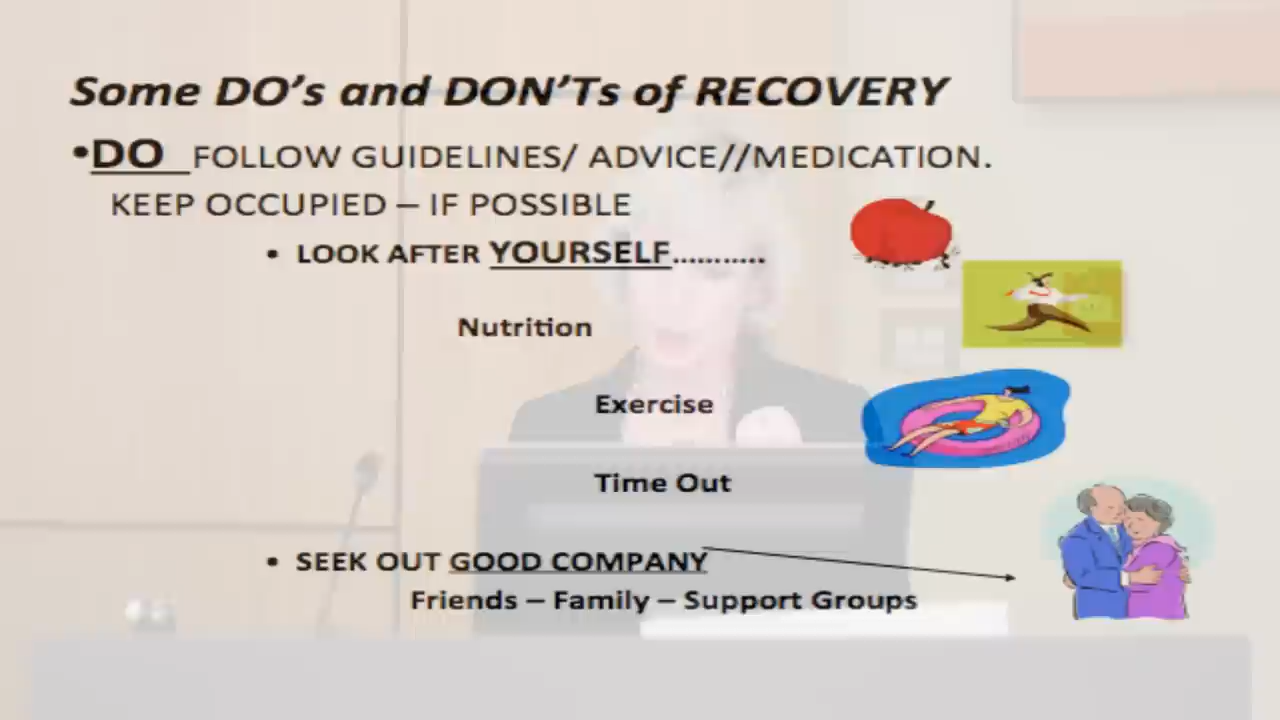 Some DO's and DON'Ts of RECOVERY
•DO FOLLOW GUIDELINES/ ADVICE//MEDICATION.
KEEP OCCUPIED – IF POSSIBLE
• LOOK AFTER YOURSELF………..
Nutrition
Exercise
Time Out
• SEEK OUT GOOD COMPANY
Friends – Family – Support Groups